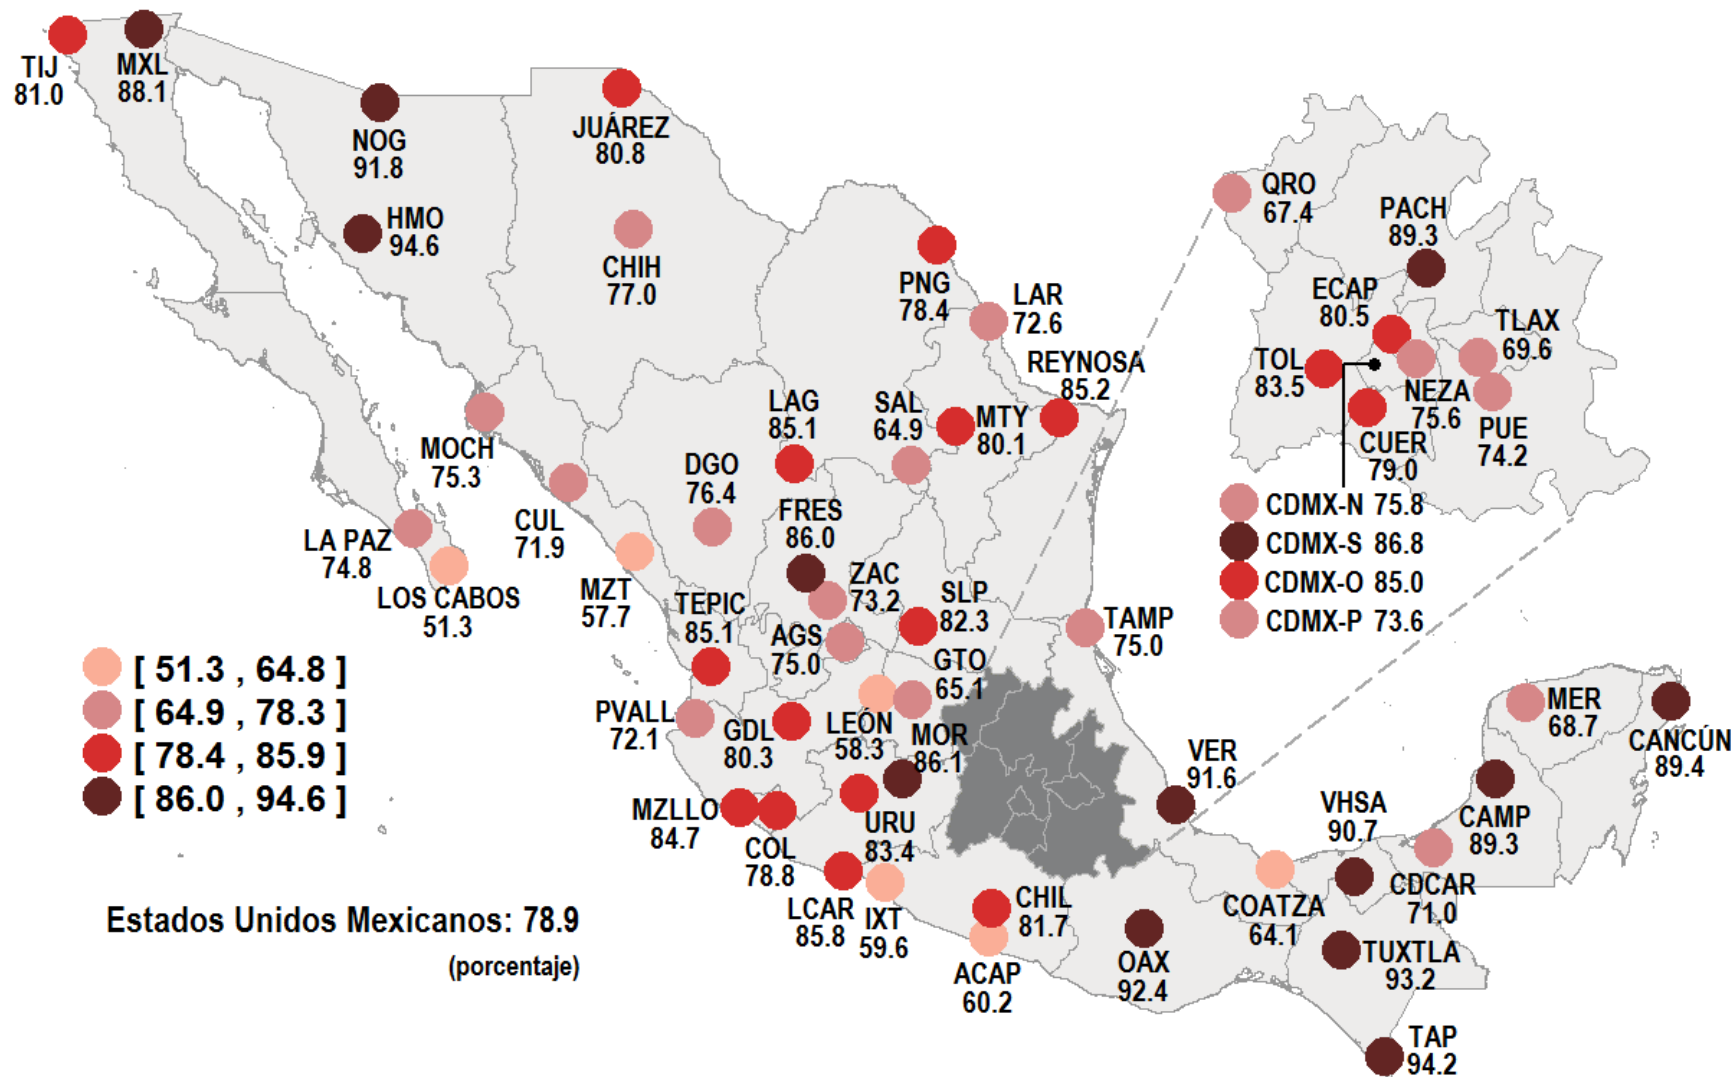 TIJ
81.0
MXL
88.1
NOG
91.8
HMO
94.6
JUÁREZ
80.8
CHIH
77.0
PNG
78.4
LAR
72.6
REYNOSA
85.2
LAG
85.1
SAL
64.9
MTY
80.1
MOCH
75.3
DGO
76.4
FRES
86.0
CUL
71.9
LA PAZ
74.8
LOS CABOS
51.3
MZT
57.7
TEPIC
85.1
ZAC
73.2
SLP
82.3
AGS
75.0
GTO
65.1
TAMP
75.0
PVALL
72.1
GDL
80.3
LEÓN
58.3
MOR
86.1
MZLLO
84.7
COL
78.8
URU
83.4
LCAR
85.8
IXT
59.6
CHIL
81.7
ACAP
60.2
OAX
92.4
VER
91.6
COATZA
64.1
VHSA
90.7
CDCAR
71.0
CAMP
89.3
MER
68.7
CANCÚN
89.4
TUXTLA
93.2
TAP
94.2
QRO
67.4
PACH
89.3
ECAP
80.5
TLAX
69.6
TOL
83.5
NEZA
75.6
CUER
79.0
PUE
74.2
CDMX-N 75.8
CDMX-S 86.8
CDMX-O 85.0
CDMX-P 73.6
[ 51.3 , 64.8 ]
[ 64.9 , 78.3 ]
[ 78.4 , 85.9 ]
[ 86.0 , 94.6 ]
Estados Unidos Mexicanos: 78.9
(porcentaje)